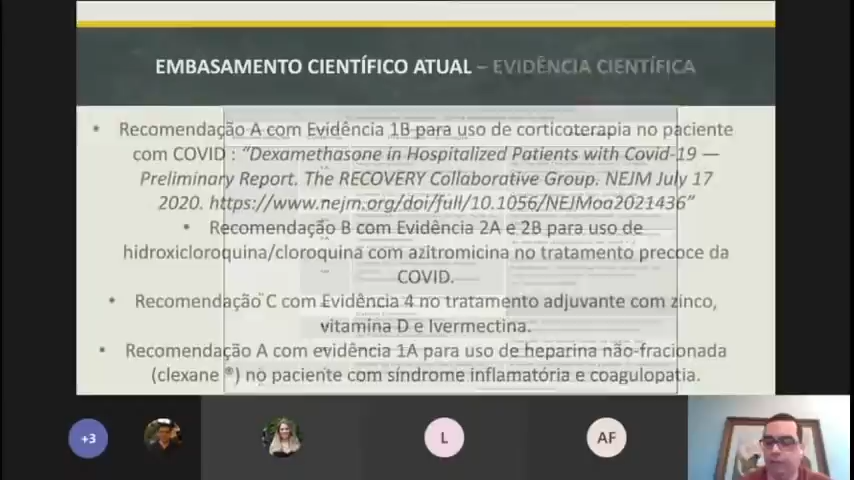 EMBASAMENTO CIENTÍFICO ATUAL – EVIDÊNCIA CIENTÍFICA
• Recomendação A com Evidência 1B para uso de corticoterapia no paciente
com COVID : “Dexamethasone in Hospitalized Patients with Covid-19 —
Preliminary Report. The RECOVERY Collaborative Group. NEJM July 17
2020. https://www.nejm.org/doi/full/10.1056/NEJMoa2021436”
• Recomendação B com Evidência 2A e 2B para uso de
hidroxicloroquina/cloroquina com azitromicina no tratamento precoce da
COVID.
• Recomendação C com Evidência 4 no tratamento adjuvante com zinco,
vitamina D e Ivermectina.
• Recomendação A com evidência 1A para uso de heparina não-fracionada
(clexane ®) no paciente com síndrome inflamatória e coagulopatia.
+3
L
AF